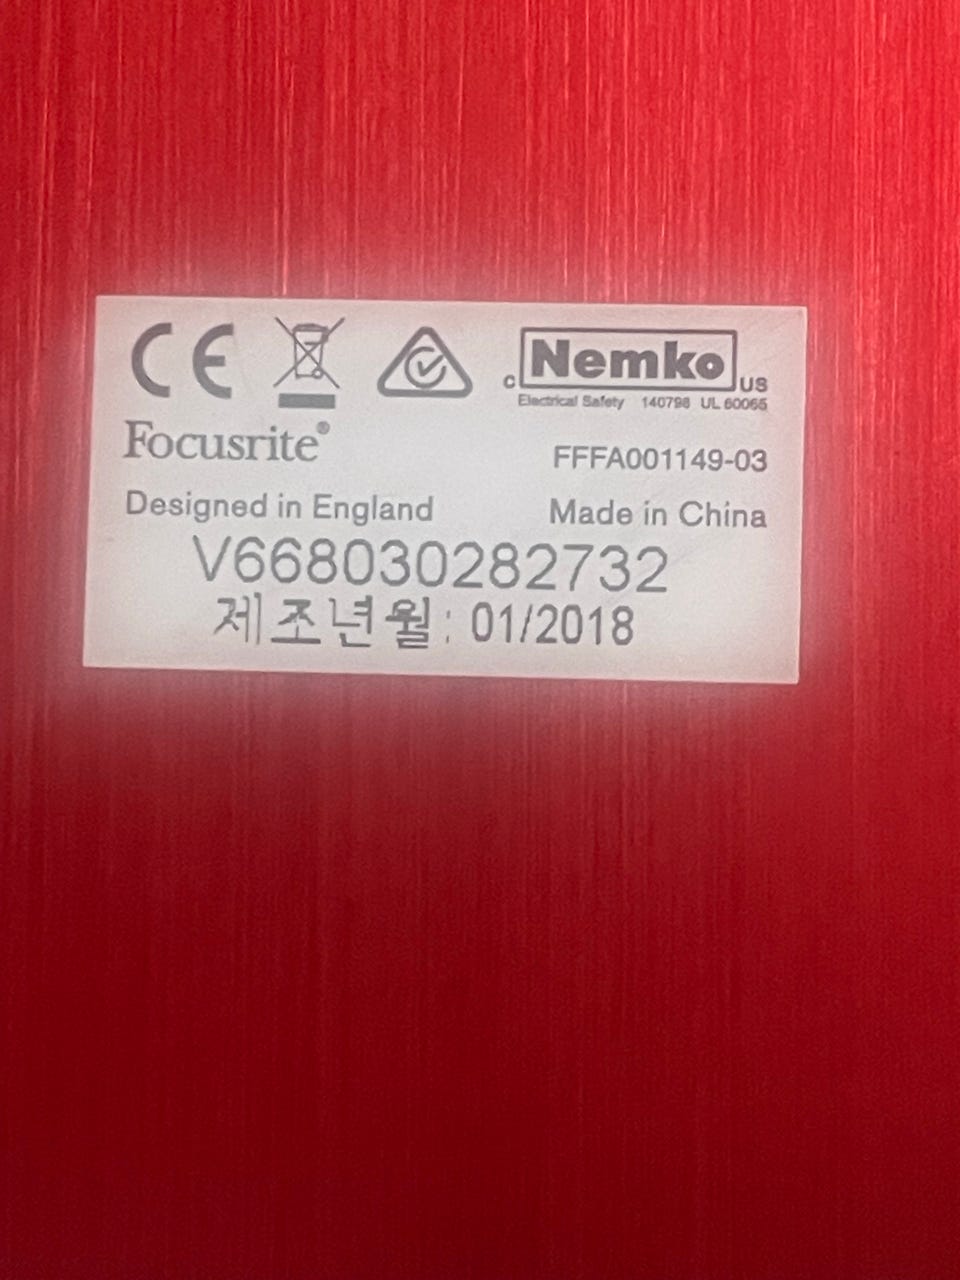 CE
c Nemko US
Electrical Safety 140798 UL 60065
Focusrite®
FFFA001149-03
Designed in England Made in China
V668030282732
제조년월: 01/2018